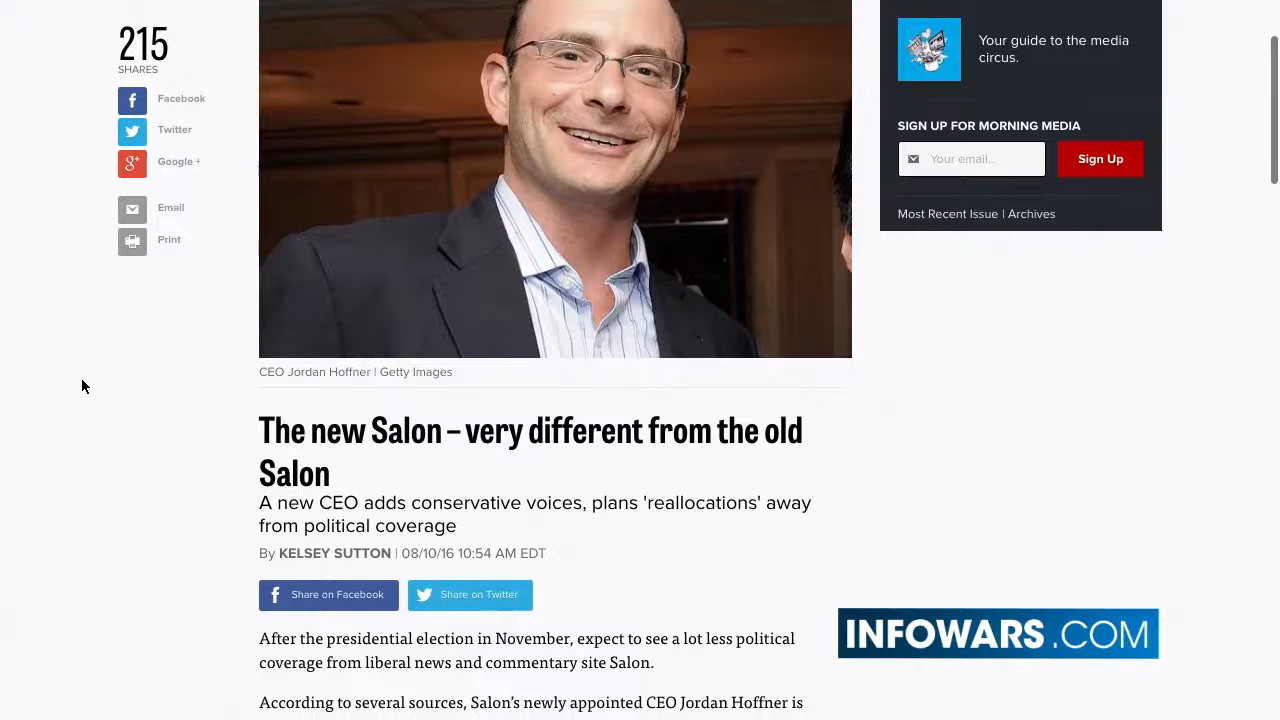 215
SHARES
Facebook
Twitter
Google +
Email
Print
Your guide to the media
circus.
SIGN UP FOR MORNING MEDIA
Your email...
Sign Up
Most Recent Issue | Archives
CEO Jordan Hoffner | Getty Images
The new Salon – very different from the old
Salon
A new CEO adds conservative voices, plans 'reallocations' away
from political coverage
By KELSEY SUTTON | 08/10/16 10:54 AM EDT
Share on Facebook
Share on Twitter
After the presidential election in November, expect to see a lot less political
coverage from liberal news and commentary site Salon.
INFOWARS.COM
According to several sources, Salon’s newly appointed CEO Jordan Hoffner is